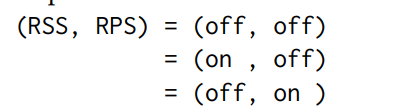 (RSS, RPS) = (off, off)
= (on , off)
= (off, on )